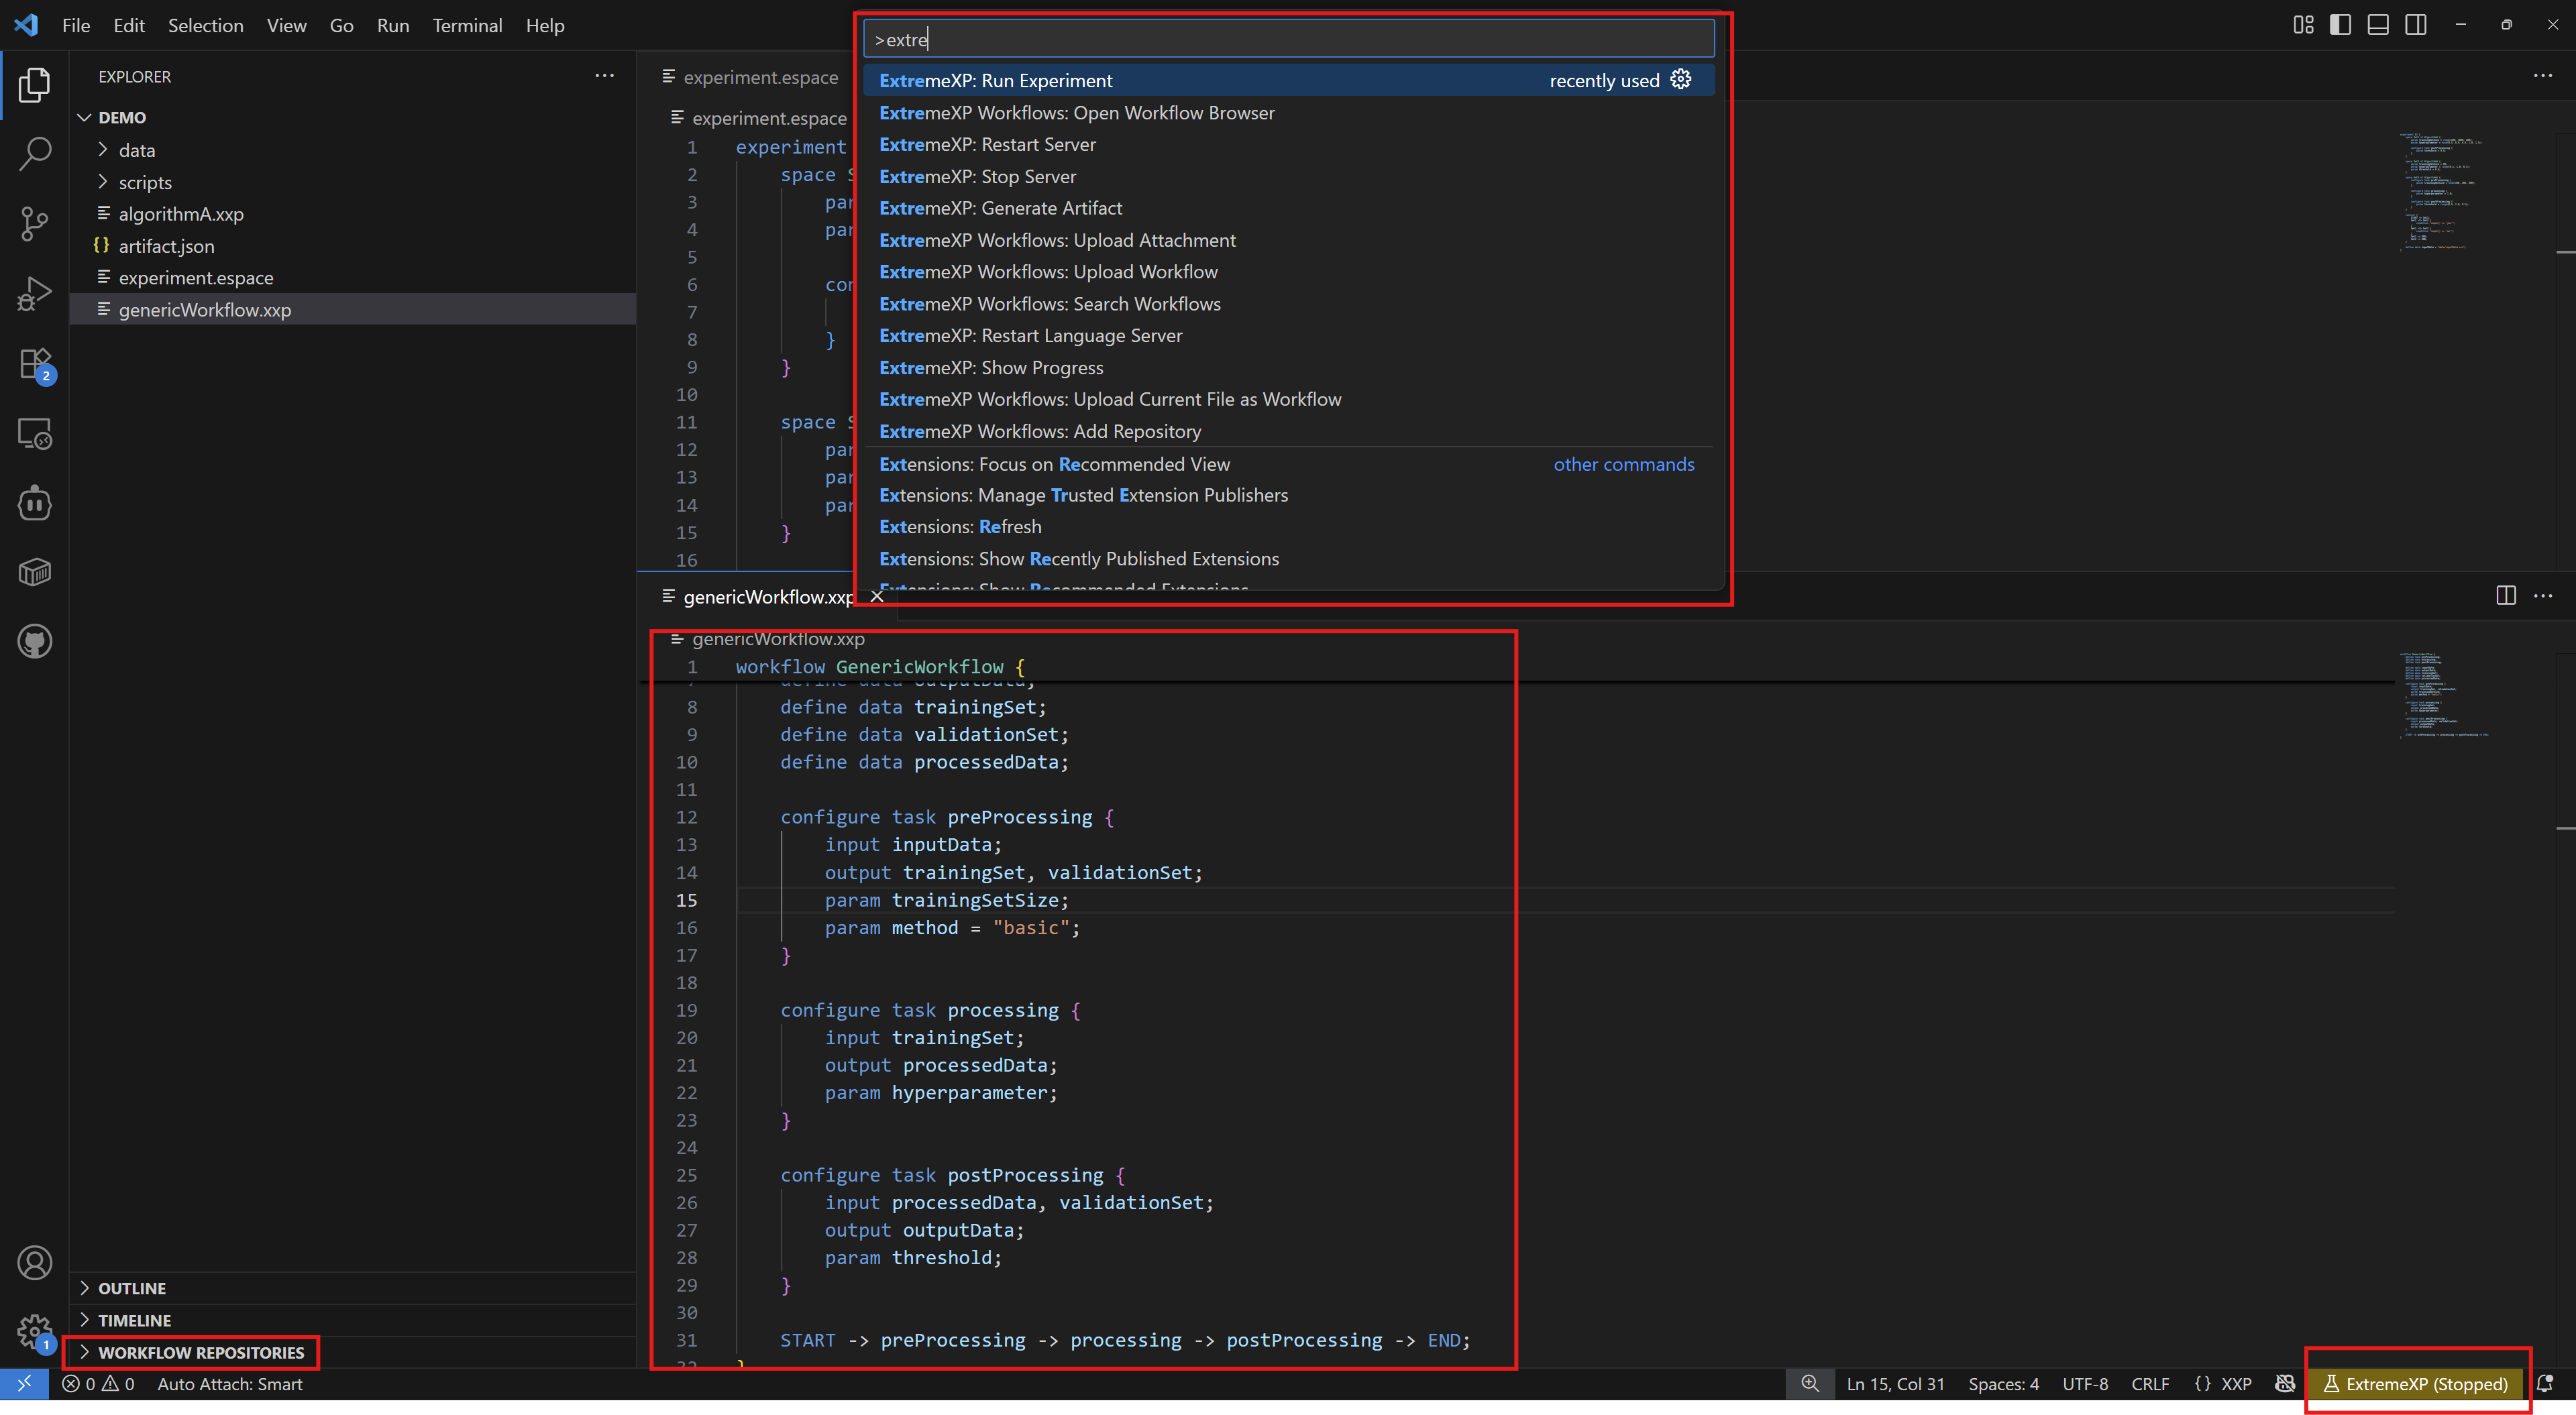 File Edit Selection View Go Run Terminal Help
>extre
ExtremeXP: Run Experiment recently used
ExtremeXP Workflows: Open Workflow Browser
ExtremeXP: Restart Server
ExtremeXP: Stop Server
ExtremeXP: Generate Artifact
ExtremeXP Workflows: Upload Attachment
ExtremeXP Workflows: Upload Workflow
ExtremeXP Workflows: Search Workflows
ExtremeXP: Restart Language Server
ExtremeXP: Show Progress
ExtremeXP Workflows: Upload Current File as Workflow
ExtremeXP Workflows: Add Repository
Extensions: Focus on Recommended View other commands
Extensions: Manage Trusted Extension Publishers
Extensions: Refresh
Extensions: Show Recently Published Extensions
Extensions: Show Recommended Extensions
EXPLORER
DEMO
data
scripts
algorithmA.xxp
{} artifact.json
experiment.espace
genericWorkflow.xxp
2
OUTLINE
TIMELINE
1
WORKFLOW REPOSITORIES
experiment.espace
experiment.espace
1 experiment
2 space S
3 par
4 par
5
6 con
7
8 }
9 }
10
11 space S
12 par
13 par
14 par
15 }
16
genericWorkflow.xxp
genericWorkflow.xxp
1 workflow GenericWorkflow {
7 define data outputData;
8 define data trainingSet;
9 define data validationSet;
10 define data processedData;
11
12 configure task preProcessing {
13 input inputData;
14 output trainingSet, validationSet;
15 param trainingSetSize;
16 param method = "basic";
17 }
18
19 configure task processing {
20 input trainingSet;
21 output processedData;
22 param hyperparameter;
23 }
24
25 configure task postProcessing {
26 input processedData, validationSet;
27 output outputData;
28 param threshold;
29 }
30
31 START -> preProcessing -> processing -> postProcessing -> END;
32 }
0 0 Auto Attach: Smart Ln 15, Col 31 Spaces: 4 UTF-8 CRLF {} XXP ExtremeXP (Stopped)